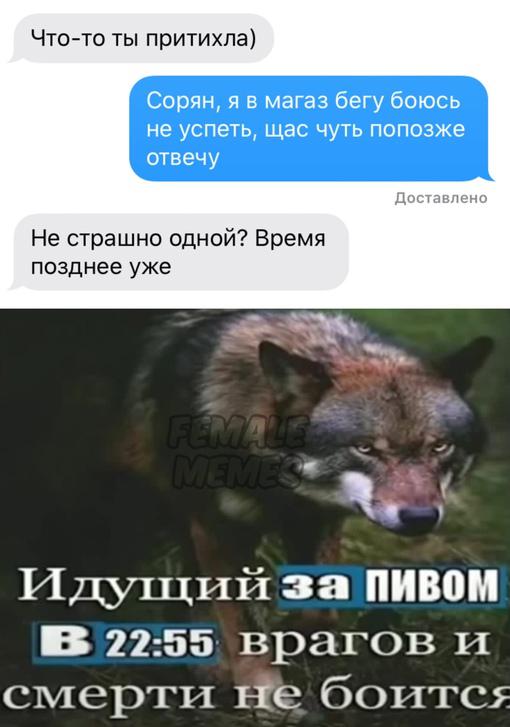 Что-то ты притихла)
Сорян, я в магаз бегу боюсь
не успеть, щас чуть попозже
отвечу
Доставлено
Не страшно одной? Время
позднее уже
FEMALE
MEMES
Идущий за ПИВОМ
В 22:55 врагов и
смерти не боится